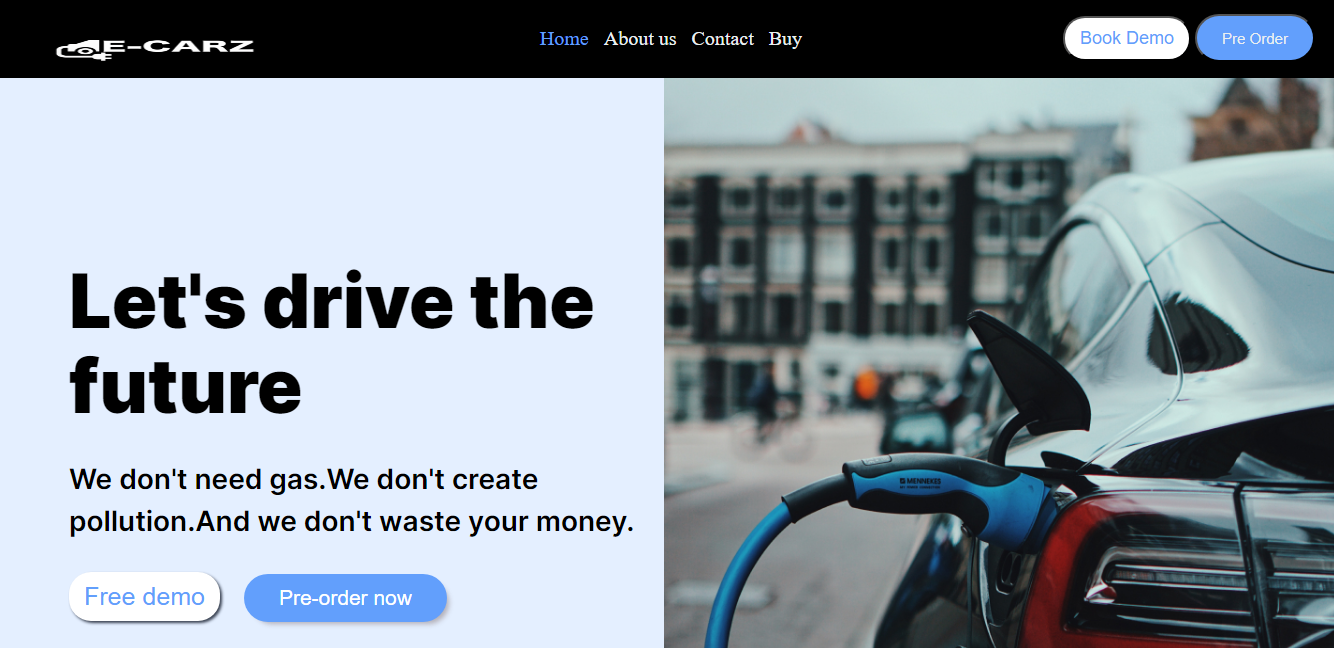 E-CARZ
Home About us Contact Buy
Book Demo
Pre Order
Let's drive the
future
We don't need gas.We don't create
pollution.And we don't waste your money.
Free demo
Pre-order now
MENNEKES